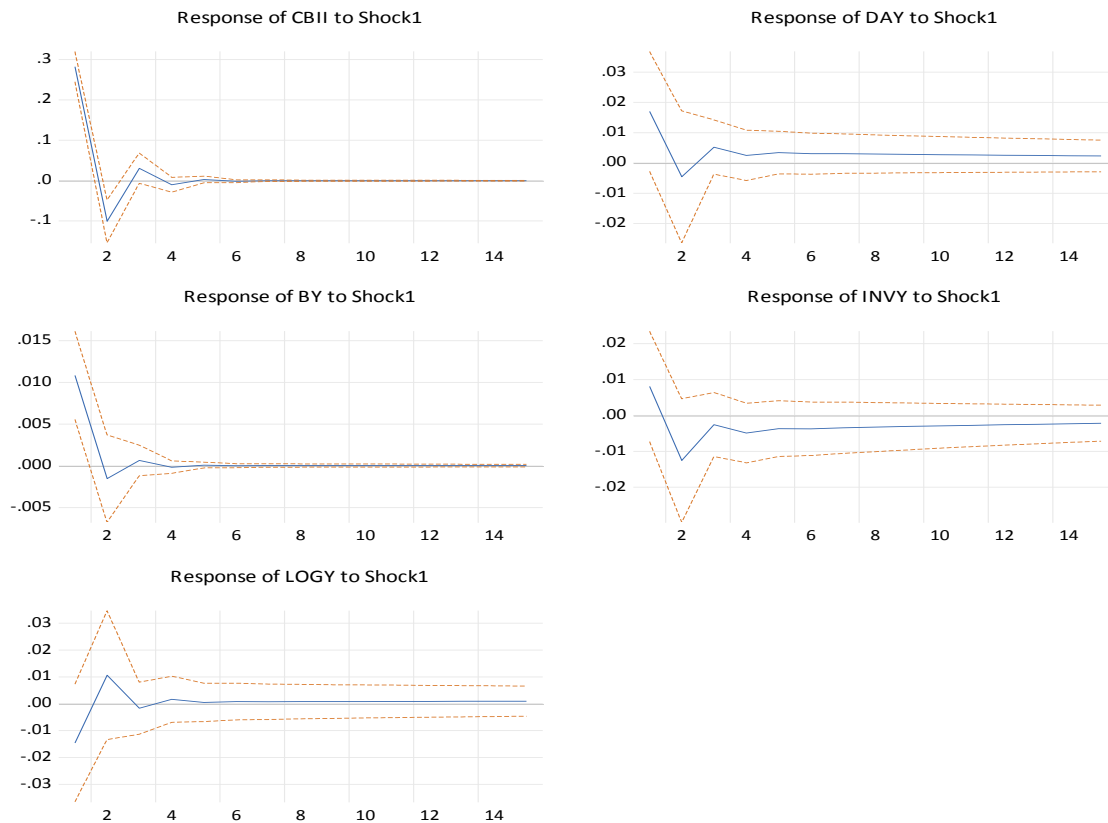 Response of CBII to Shock1
.3
.2
.1
.0
-.1
2 4 6 8 10 12 14
Response of DAY to Shock1
.03
.02
.01
.00
-.01
-.02
2 4 6 8 10 12 14
Response of BY to Shock1
.015
.010
.005
.000
-.005
2 4 6 8 10 12 14
Response of INVY to Shock1
.02
.01
.00
-.01
-.02
2 4 6 8 10 12 14
Response of LOGY to Shock1
.03
.02
.01
.00
-.01
-.02
-.03
2 4 6 8 10 12 14